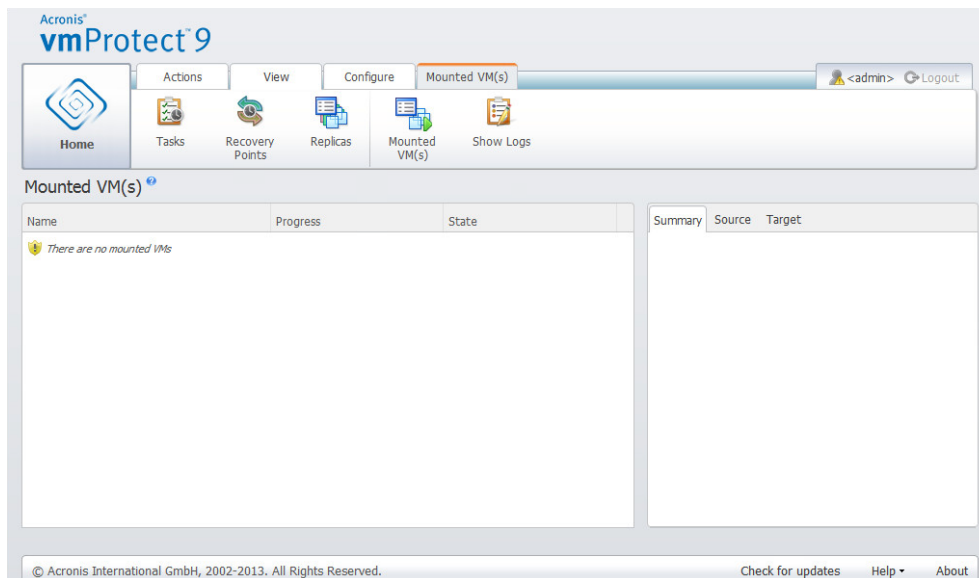 Acronis®
vmProtect™9
Actions View Configure Mounted VM(s)
<admin> Logout
Home
Tasks Recovery Points Replicas Mounted VM(s) Show Logs
Mounted VM(s) ?
Name Progress State
Summary Source Target
There are no mounted VMs
© Acronis International GmbH, 2002-2013. All Rights Reserved.
Check for updates Help About